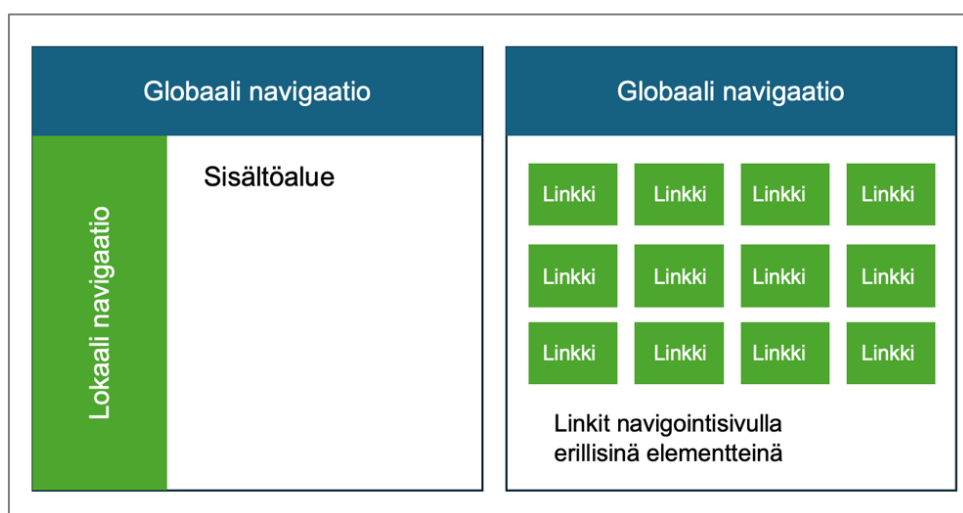 Globaali navigaatio
Lokaali navigaatio
Sisältöalue
Globaali navigaatio
Linkki Linkki Linkki Linkki
Linkki Linkki Linkki Linkki
Linkki Linkki Linkki Linkki
Linkit navigointisivulla
erillisinä elementteinä